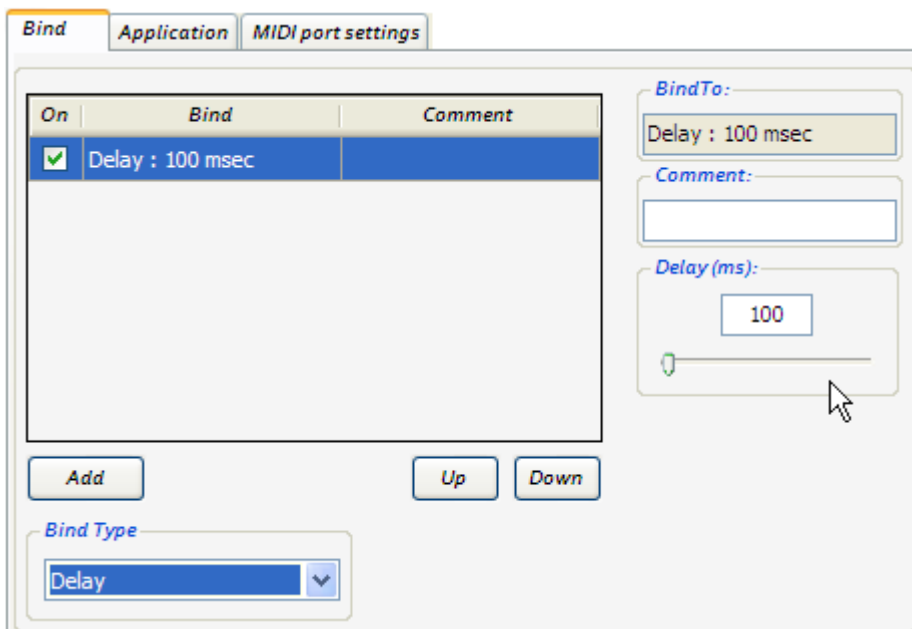 Bind Application MIDI port settings
On Bind Comment
Delay : 100 msec
BindTo:
Delay : 100 msec
Comment:
Delay (ms):
100
Add Up Down
Bind Type
Delay